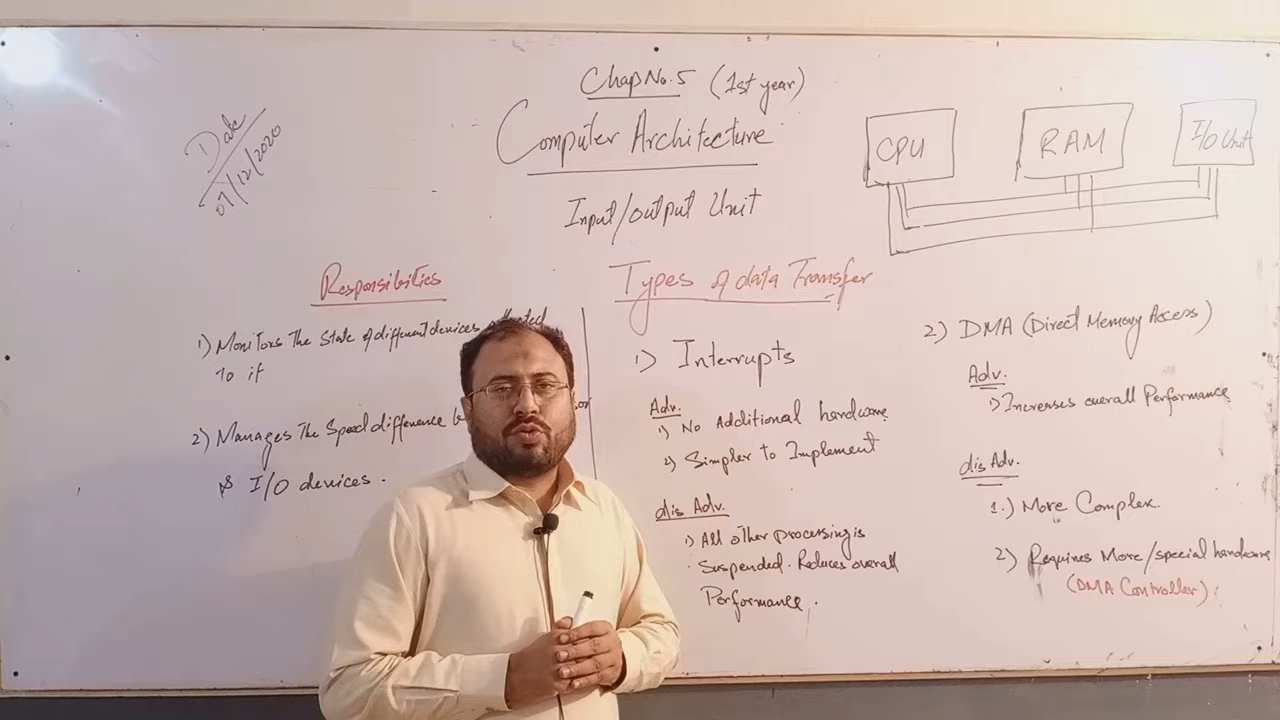 Chap No. 5 (1st year)
Computer Architecture
Input/output Unit
Date
07/12/2020
CPU
RAM
I/O Unit
Responsibities
1) Monitors The State of different devices
to it
2) Manages The Speed difference
& I/O devices.
Types of data Transfer
1) Interrupts
Adv.
1) No Additional hardware
2) Simpler to Implement
dis Adv.
1) All other processing is
Suspended. Reduces overall
Performance.
2) DMA (Direct Memory Access)
Adv.
1) Increases overall Performance
dis Adv.
1.) More Complex.
2) Requires More/special hardware
(DMA Controller).